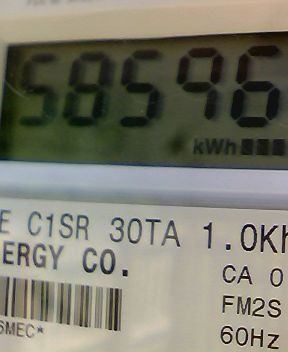 58596
kWh
E C1SR 30TA 1.0Kh
ERGY CO.
CA 0
FM2S
60Hz
SMEC*